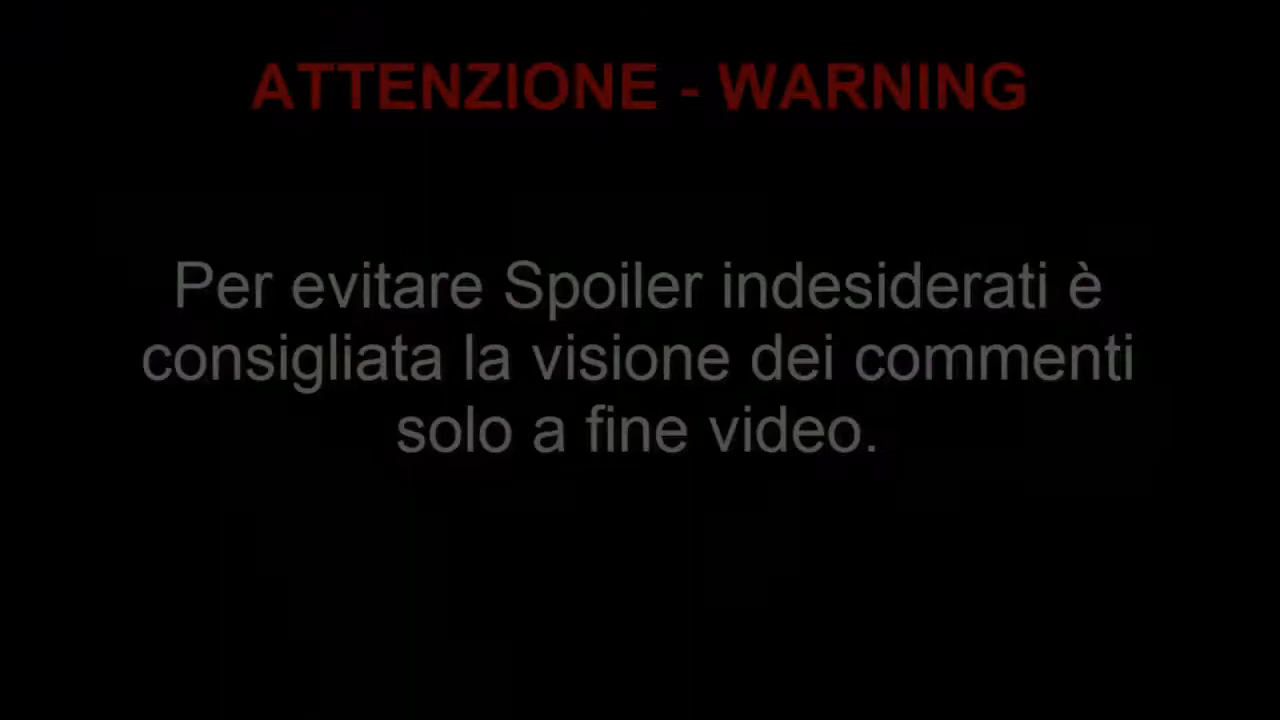 ATTENZIONE - WARNING
Per evitare Spoiler indesiderati è
consigliata la visione dei commenti
solo a fine video.